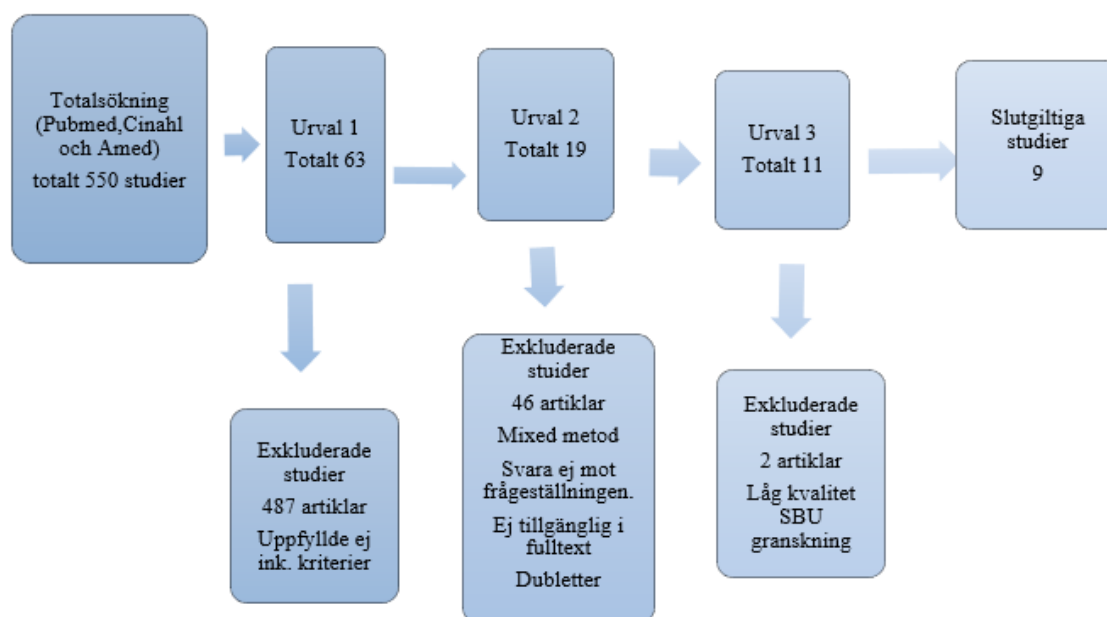 Totalsökning
(Pubmed,Cinahl
och Amed)
totalt 550 studier
Urval 1
Totalt 63
Urval 2
Totalt 19
Urval 3
Totalt 11
Slutgiltiga
studier
9
Exkluderade
studier
487 artiklar
Uppfyllde ej
ink. kriterier
Exkluderade
stuider
46 artiklar
Mixed metod
Svara ej mot
frågeställningen.
Ej tillgänglig i
fulltext
Dubletter
Exkluderade
studier
2 artiklar
Låg kvalitet
SBU
granskning